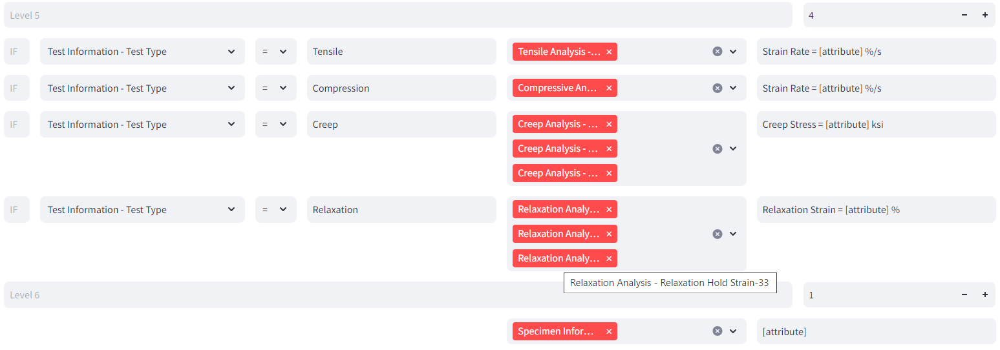 Level 5 4 − +
IF Test Information - Test Type = Tensile Tensile Analysis -... × Strain Rate = [attribute] %/s
IF Test Information - Test Type = Compression Compressive An... × Strain Rate = [attribute] %/s
IF Test Information - Test Type = Creep Creep Analysis - ... × Creep Stress = [attribute] ksi
Creep Analysis - ... ×
Creep Analysis - ... ×
IF Test Information - Test Type = Relaxation Relaxation Analy... × Relaxation Strain = [attribute] %
Relaxation Analy... ×
Relaxation Analy... ×
Relaxation Analysis - Relaxation Hold Strain-33
Level 6 1 − +
Specimen Infor... × [attribute]